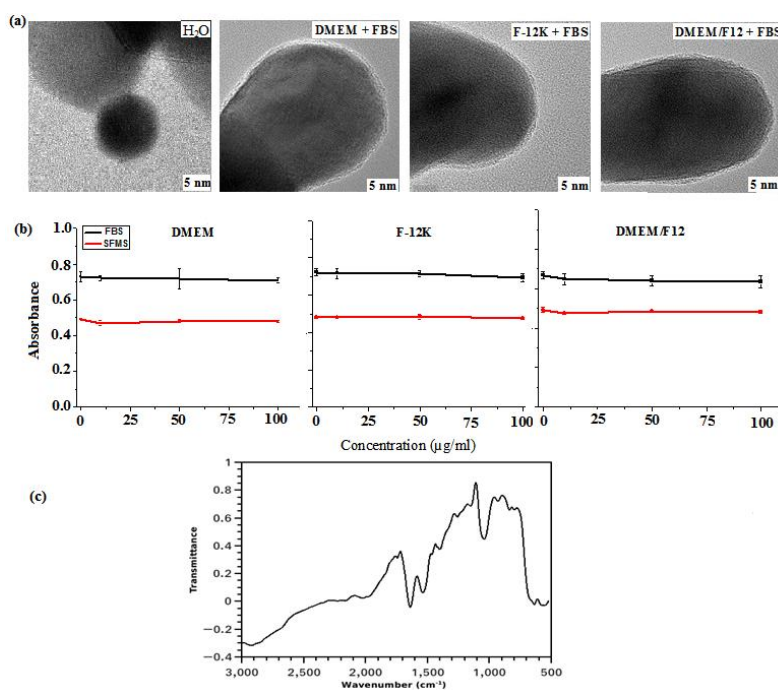 (a)
H₂O
DMEM + FBS
F-12K + FBS
DMEM/F12 + FBS
5 nm
5 nm
5 nm
5 nm
(b)
1.0
0.8
0.6
0.4
0.2
0.0
Absorbance
FBS
SFMS
DMEM
F-12K
DMEM/F12
0 25 50 75 100
0 25 50 75 100
0 25 50 75 100
Concentration (µg/ml)
(c)
1
0.8
0.4
0
−0.2
−0.4
Transmittance
3,000 2,500 2,000 1,500 1,000 500
Wavenumber (cm⁻¹)